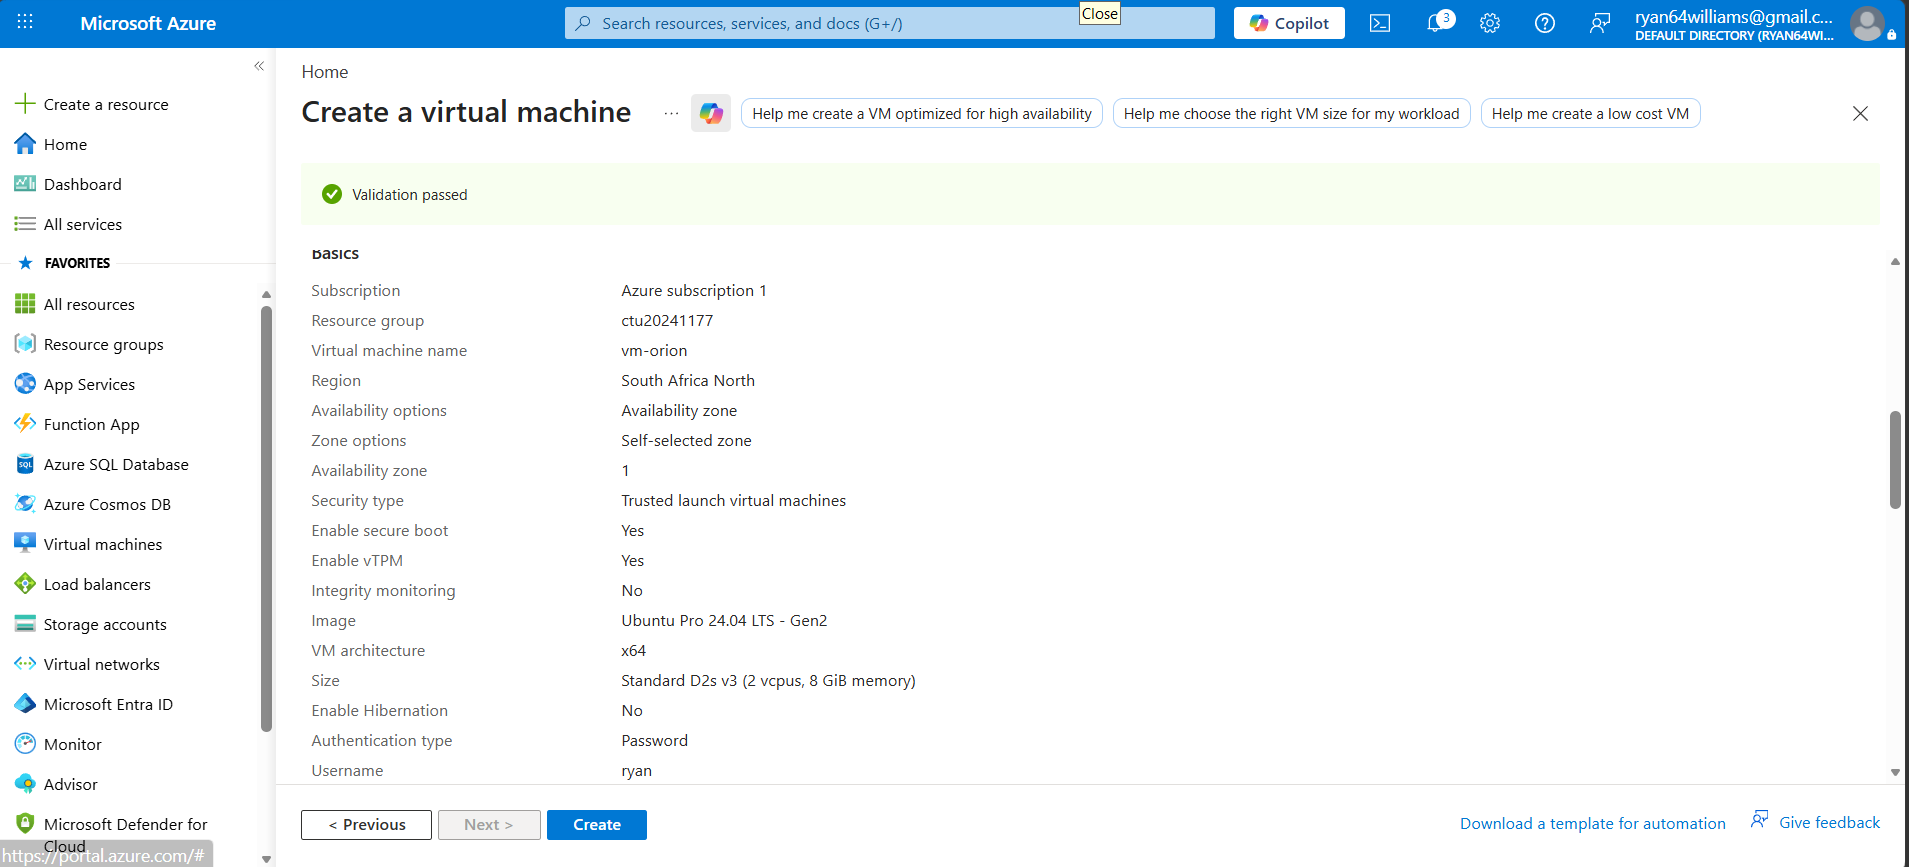 Microsoft Azure
Search resources, services, and docs (G+/)
Close
Copilot
3
ryan64williams@gmail.c...
DEFAULT DIRECTORY (RYAN64WI...
Create a resource
Home
Dashboard
All services
FAVORITES
All resources
Resource groups
App Services
Function App
SQL
Azure SQL Database
Azure Cosmos DB
Virtual machines
Load balancers
Storage accounts
Virtual networks
Microsoft Entra ID
Monitor
Advisor
Microsoft Defender for
Cloud
https://portal.azure.com/#
Home
Create a virtual machine
...
Help me create a VM optimized for high availability
Help me choose the right VM size for my workload
Help me create a low cost VM
Validation passed
Basics
Subscription Azure subscription 1
Resource group ctu20241177
Virtual machine name vm-orion
Region South Africa North
Availability options Availability zone
Zone options Self-selected zone
Availability zone 1
Security type Trusted launch virtual machines
Enable secure boot Yes
Enable vTPM Yes
Integrity monitoring No
Image Ubuntu Pro 24.04 LTS - Gen2
VM architecture x64
Size Standard D2s v3 (2 vcpus, 8 GiB memory)
Enable Hibernation No
Authentication type Password
Username ryan
< Previous
Next >
Create
Download a template for automation
Give feedback